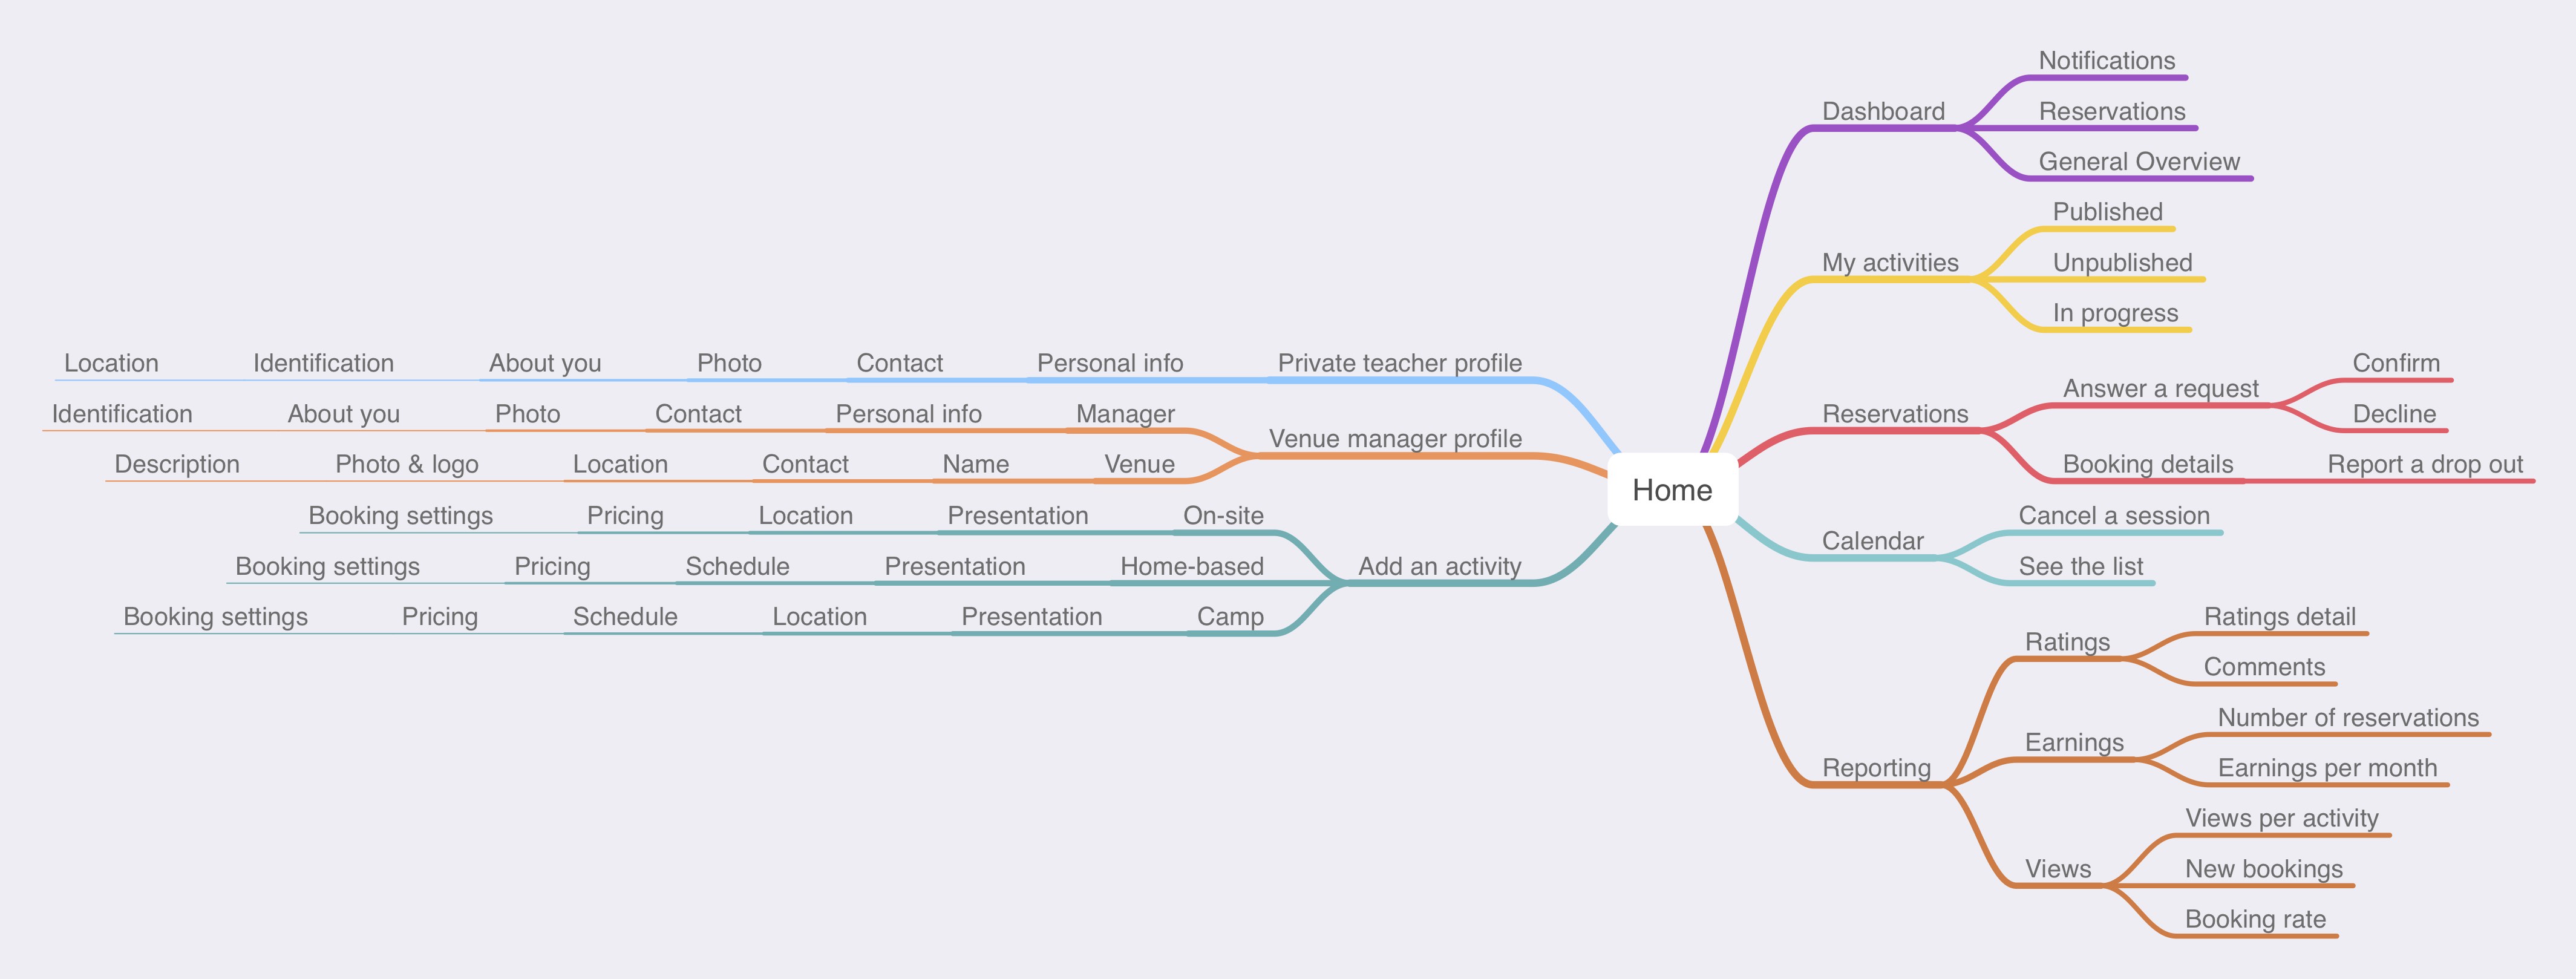 Home
Dashboard
Notifications
Reservations
General Overview
My activities
Published
Unpublished
In progress
Reservations
Answer a request
Confirm
Decline
Booking details
Report a drop out
Calendar
Cancel a session
See the list
Reporting
Ratings
Ratings detail
Comments
Earnings
Number of reservations
Earnings per month
Views
Views per activity
New bookings
Booking rate
Private teacher profile
Personal info
Contact
Photo
About you
Identification
Location
Venue manager profile
Manager
Personal info
Contact
Photo
About you
Identification
Venue
Name
Contact
Location
Photo & logo
Description
Add an activity
On-site
Presentation
Location
Pricing
Booking settings
Home-based
Presentation
Schedule
Pricing
Booking settings
Camp
Presentation
Location
Schedule
Pricing
Booking settings